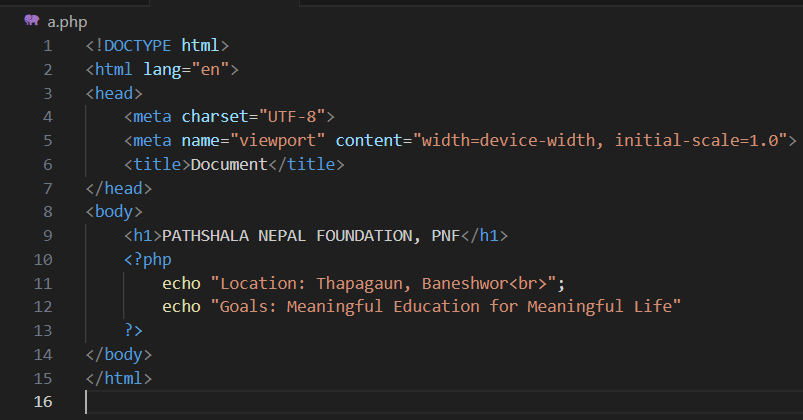 a.php
1 <!DOCTYPE html>
2 <html lang="en">
3 <head>
4     <meta charset="UTF-8">
5     <meta name="viewport" content="width=device-width, initial-scale=1.0">
6     <title>Document</title>
7 </head>
8 <body>
9     <h1>PATHSHALA NEPAL FOUNDATION, PNF</h1>
10     <?php
11         echo "Location: Thapagaun, Baneshwor<br>";
12         echo "Goals: Meaningful Education for Meaningful Life"
13     ?>
14 </body>
15 </html>
16